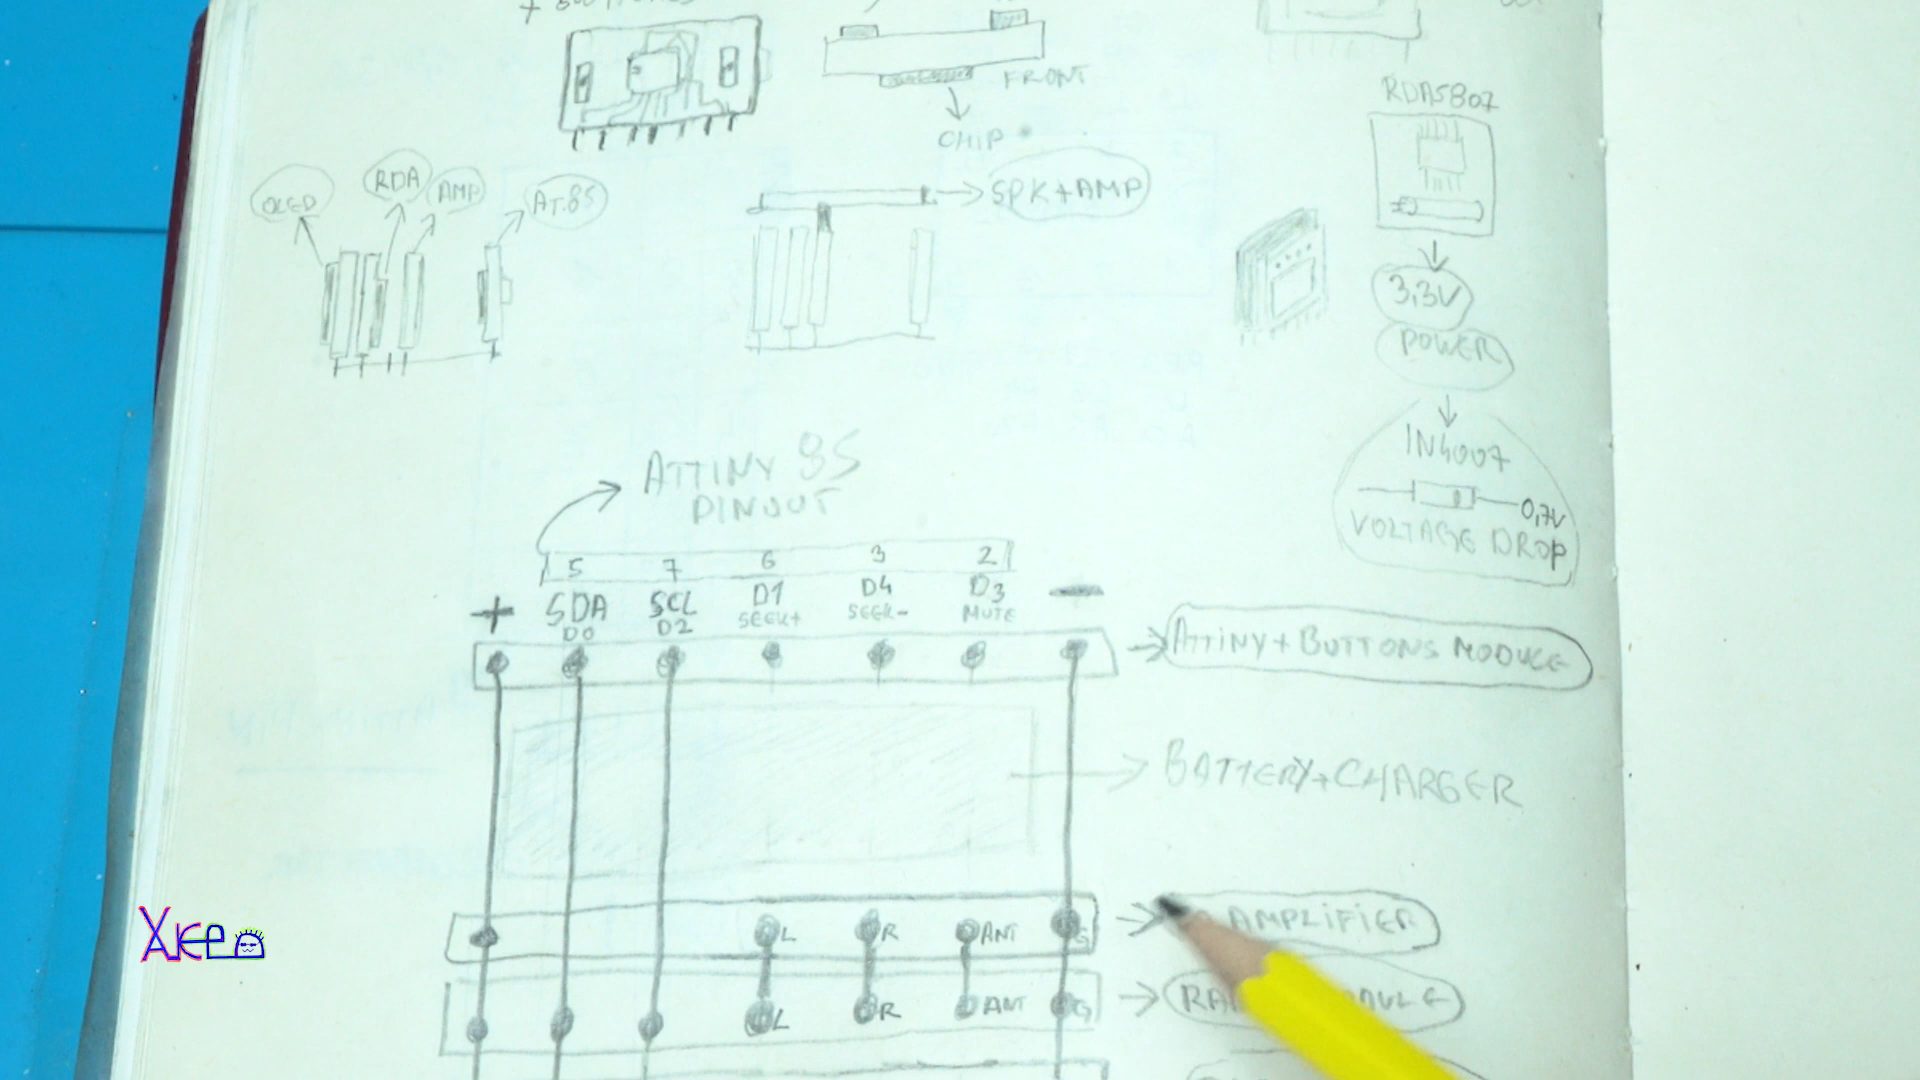 FRONT
CHIP
RDA5807
OLED
RDA
AMP
AT.85
SPK+AMP
3,3V
POWER
IN4007
0,7V
VOLTAGE DROP
ATTINY 85
PINOUT
5 7 6 3 2
+ SDA SCL D1 D4 D3 −
D0 D2 SEEK+ SEEK- MUTE
ATTINY+BUTTONS MODULE
BATTERY+CHARGER
L R ANT G
AMPLIFIER
L R ANT G